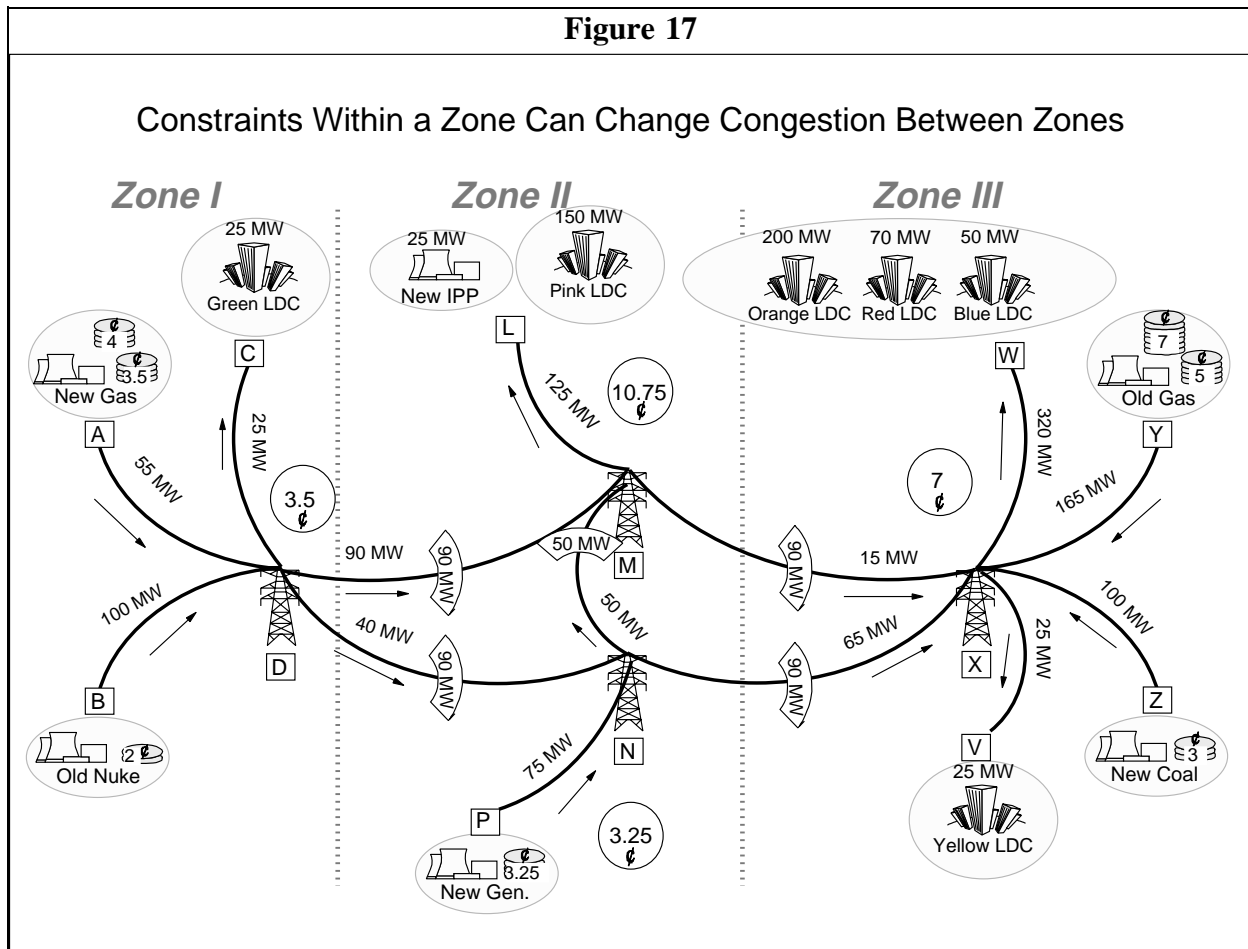 Figure 17
Constraints Within a Zone Can Change Congestion Between Zones
Zone I
Zone II
Zone III
25 MW
Green LDC
25 MW
New IPP
150 MW
Pink LDC
200 MW
70 MW
50 MW
Orange LDC
Red LDC
Blue LDC
¢
4
¢
3.5
New Gas
A
C
L
W
¢
7
¢
5
Old Gas
Y
55 MW
25 MW
125 MW
10.75
¢
320 MW
165 MW
3.5
¢
7
¢
90 MW
90 MW
50 MW
M
90 MW
15 MW
100 MW
40 MW
50 MW
65 MW
25 MW
100 MW
D
90 MW
90 MW
X
B
2 ¢
Old Nuke
N
V
Z
¢
3
New Coal
75 MW
P
¢
3.25
New Gen.
3.25
¢
25 MW
Yellow LDC